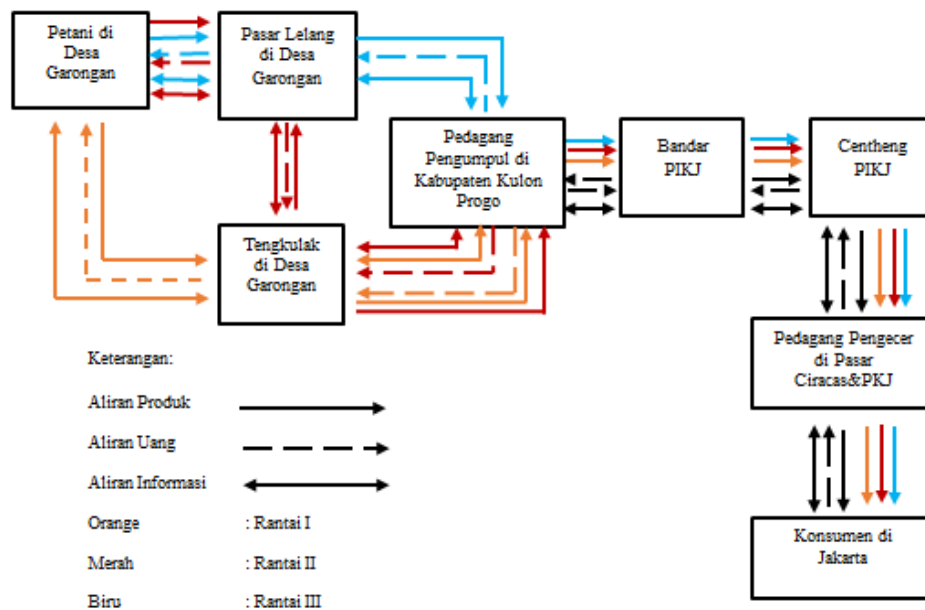 Petani di
Desa
Garongan
Pasar Lelang
di Desa
Garongan
Pedagang
Pengumpul di
Kabupaten Kulon
Progo
Bandar
PIKJ
Centheng
PIKJ
Tengkulak
di Desa
Garongan
Pedagang Pengecer
di Pasar
Ciracas&PKJ
Konsumen di
Jakarta
Keterangan:
Aliran Produk
Aliran Uang
Aliran Informasi
Orange : Rantai I
Merah : Rantai II
Biru : Rantai III